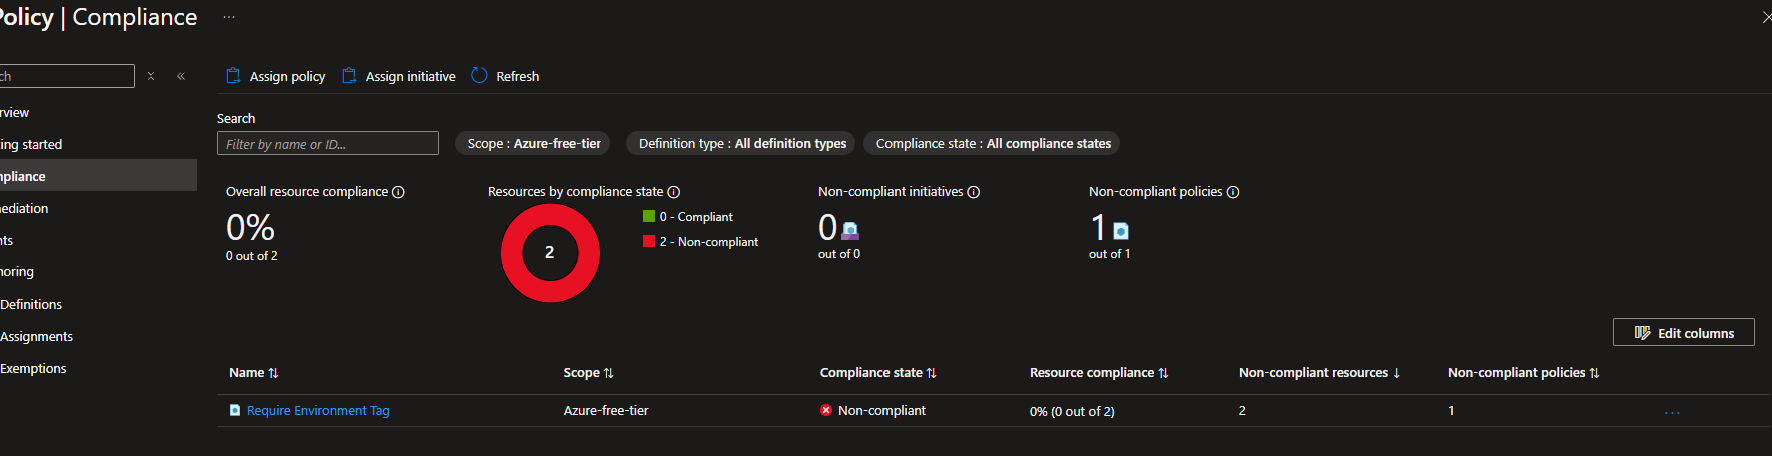 Policy | Compliance ...
ch
Assign policy Assign initiative Refresh
rview
Search
ing started
Filter by name or ID...
Scope : Azure-free-tier
Definition type : All definition types
Compliance state : All compliance states
mpliance
Overall resource compliance
Resources by compliance state
Non-compliant initiatives
Non-compliant policies
ediation
0%
0 out of 2
2
0 - Compliant
2 - Non-compliant
0
out of 0
1
out of 1
nts
horing
Definitions
Assignments
Exemptions
Edit columns
Name Scope Compliance state Resource compliance Non-compliant resources Non-compliant policies
Require Environment Tag Azure-free-tier Non-compliant 0% (0 out of 2) 2 1 ...